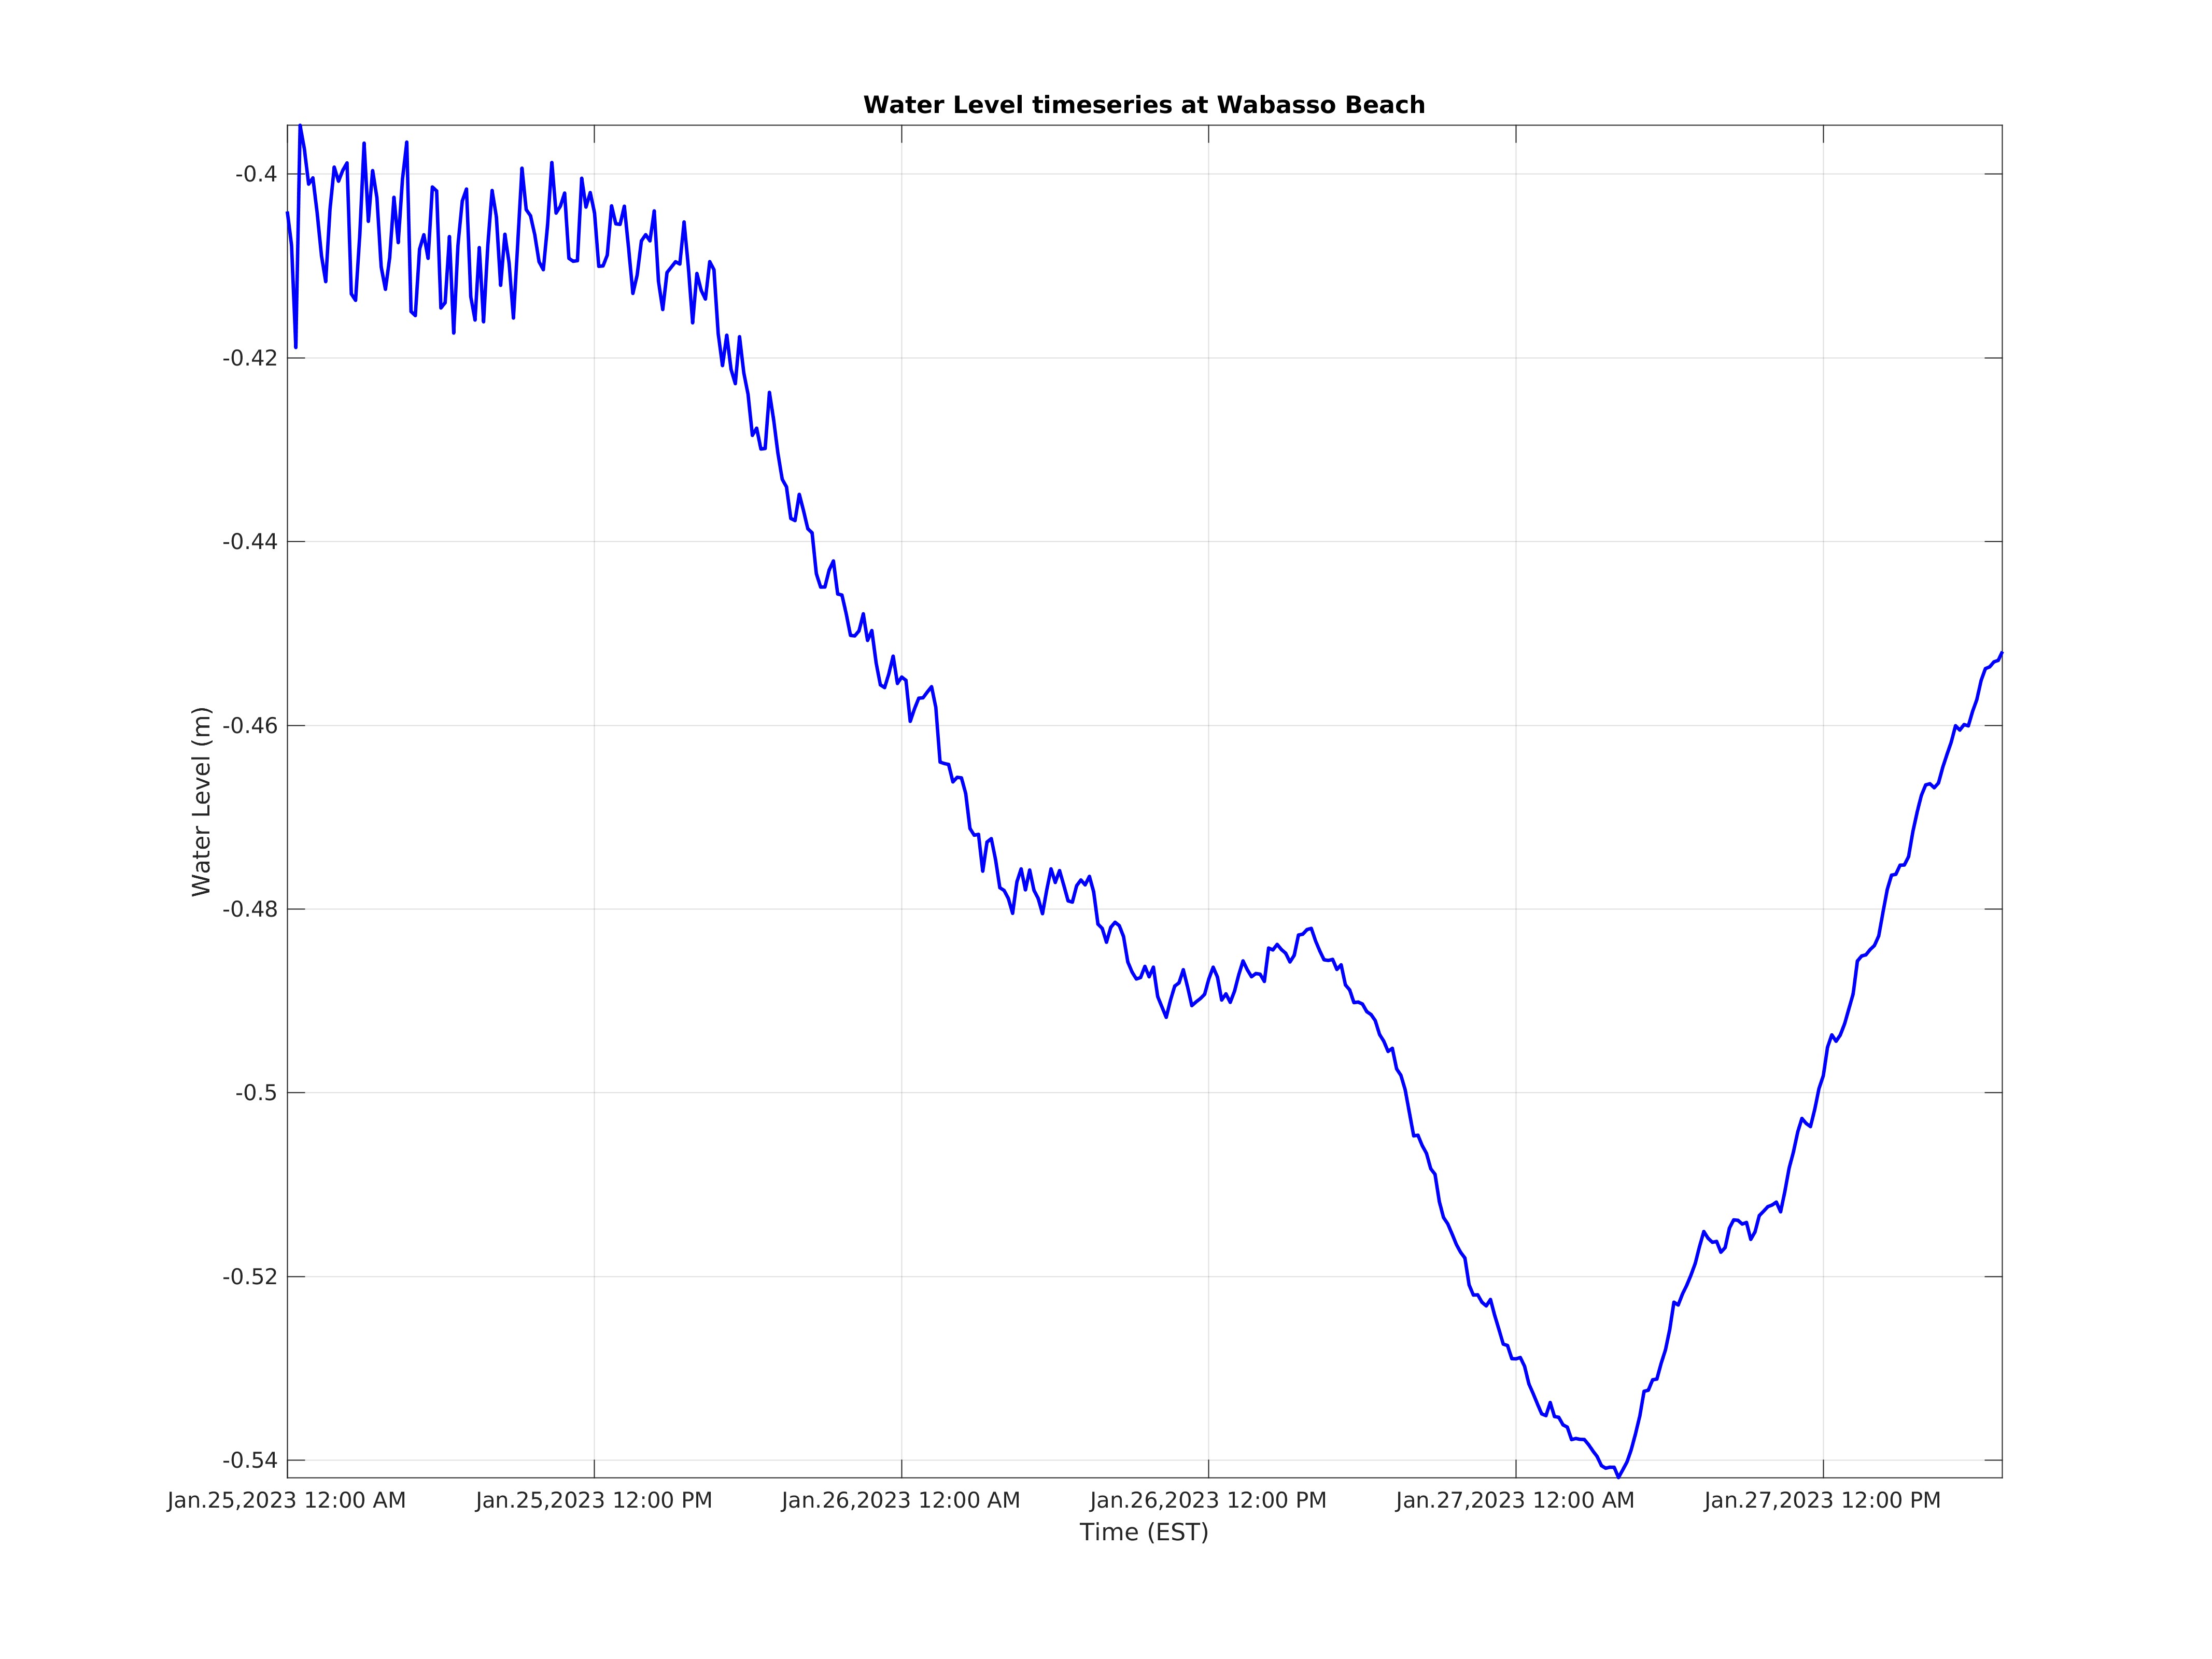 Water Level timeseries at Wabasso Beach
-0.4
-0.42
-0.44
-0.46
-0.48
-0.5
-0.52
-0.54
Water Level (m)
Jan.25,2023 12:00 AM
Jan.25,2023 12:00 PM
Jan.26,2023 12:00 AM
Jan.26,2023 12:00 PM
Jan.27,2023 12:00 AM
Jan.27,2023 12:00 PM
Time (EST)